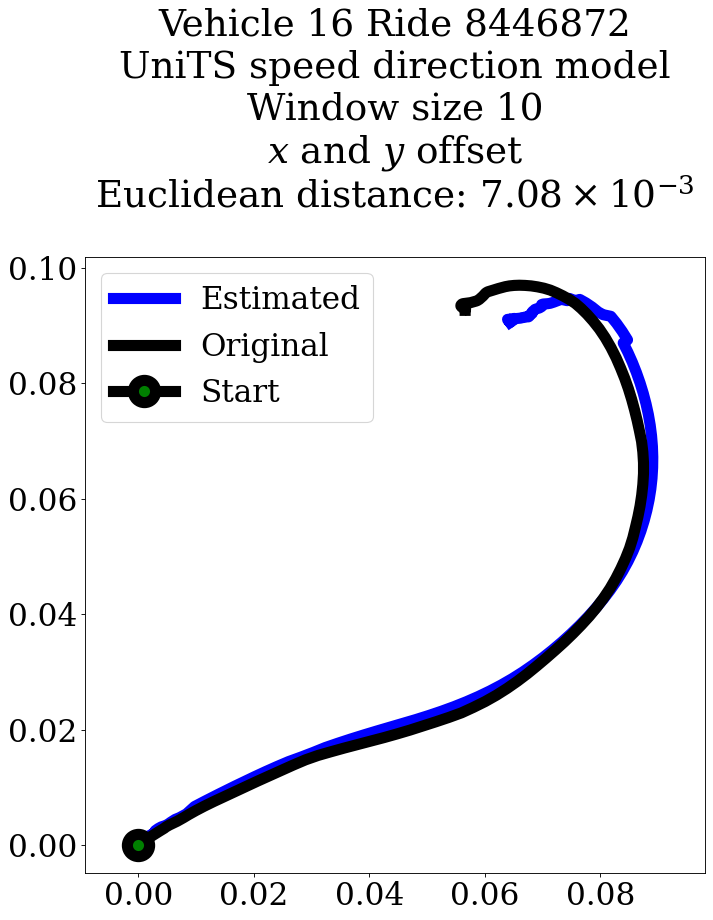 Vehicle 16 Ride 8446872
UniTS speed direction model
Window size 10
x and y offset
Euclidean distance: 7.08 × 10⁻³
Estimated
Original
Start
0.10
0.08
0.06
0.04
0.02
0.00
0.00 0.02 0.04 0.06 0.08